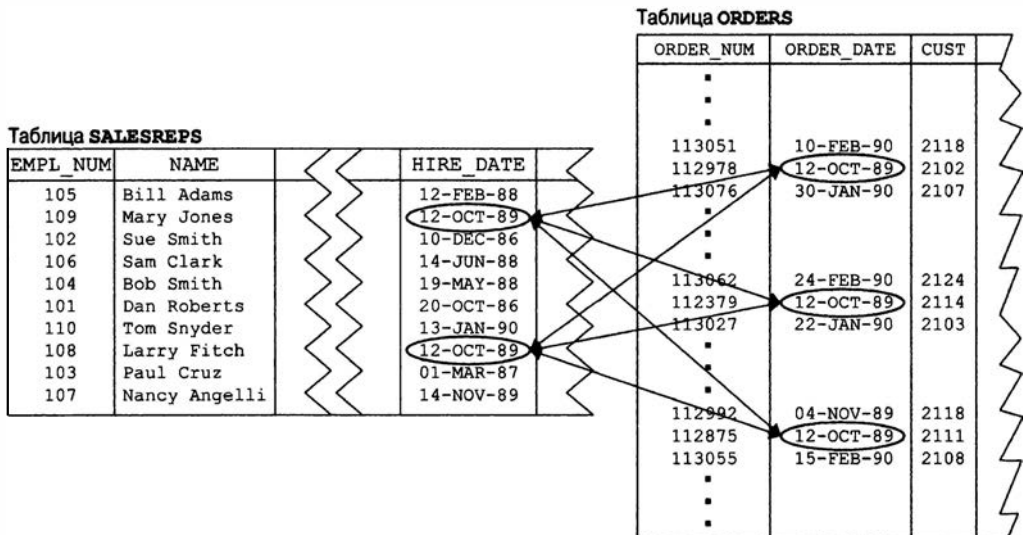 Таблица ORDERS
ORDER_NUM ORDER_DATE CUST
113051 10-FEB-90 2118
112978 12-OCT-89 2102
113076 30-JAN-90 2107
113062 24-FEB-90 2124
112379 12-OCT-89 2114
113027 22-JAN-90 2103
112992 04-NOV-89 2118
112875 12-OCT-89 2111
113055 15-FEB-90 2108
Таблица SALESREPS
EMPL_NUM NAME HIRE_DATE
105 Bill Adams 12-FEB-88
109 Mary Jones 12-OCT-89
102 Sue Smith 10-DEC-86
106 Sam Clark 14-JUN-88
104 Bob Smith 19-MAY-88
101 Dan Roberts 20-OCT-86
110 Tom Snyder 13-JAN-90
108 Larry Fitch 12-OCT-89
103 Paul Cruz 01-MAR-87
107 Nancy Angelli 14-NOV-89